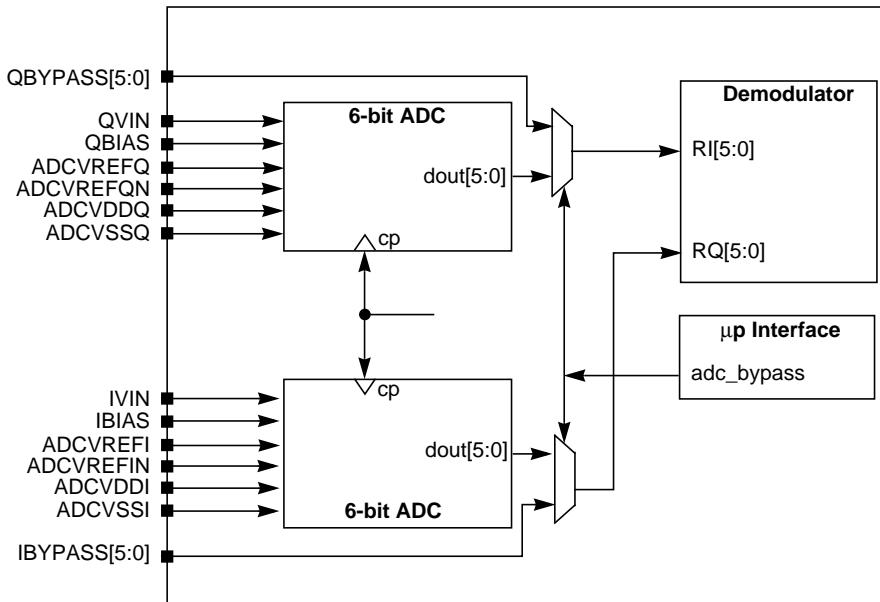 QBYPASS[5:0]
QVIN
QBIAS
ADCVREFQ
ADCVREFQN
ADCVDDQ
ADCVSSQ
6-bit ADC
dout[5:0]
cp
Demodulator
RI[5:0]
RQ[5:0]
µp Interface
adc_bypass
IVIN
IBIAS
ADCVREFI
ADCVREFIN
ADCVDDI
ADCVSSI
IBYPASS[5:0]
cp
dout[5:0]
6-bit ADC